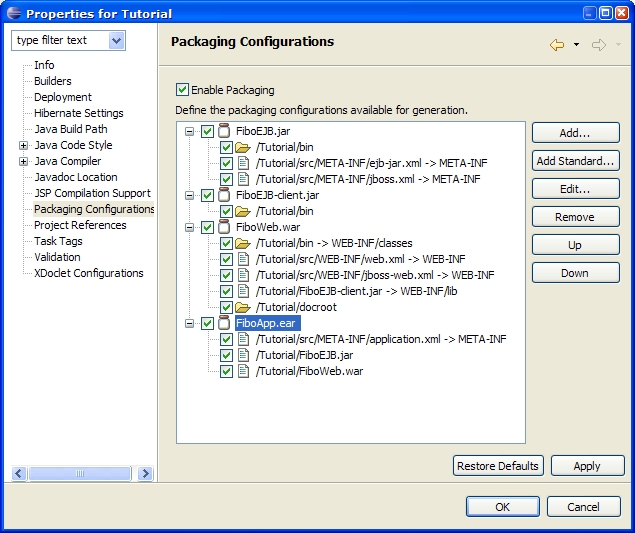 Properties for Tutorial
type filter text
Info
Builders
Deployment
Hibernate Settings
Java Build Path
Java Code Style
Java Compiler
Javadoc Location
JSP Compilation Support
Packaging Configurations
Project References
Task Tags
Validation
XDoclet Configurations
Packaging Configurations
Enable Packaging
Define the packaging configurations available for generation.
FiboEJB.jar
/Tutorial/bin
/Tutorial/src/META-INF/ejb-jar.xml -> META-INF
/Tutorial/src/META-INF/jboss.xml -> META-INF
FiboEJB-client.jar
/Tutorial/bin
FiboWeb.war
/Tutorial/bin -> WEB-INF/classes
/Tutorial/src/WEB-INF/web.xml -> WEB-INF
/Tutorial/src/WEB-INF/jboss-web.xml -> WEB-INF
/Tutorial/FiboEJB-client.jar -> WEB-INF/lib
/Tutorial/docroot
FiboApp.ear
/Tutorial/src/META-INF/application.xml -> META-INF
/Tutorial/FiboEJB.jar
/Tutorial/FiboWeb.war
Add...
Add Standard...
Edit...
Remove
Up
Down
Restore Defaults
Apply
OK
Cancel